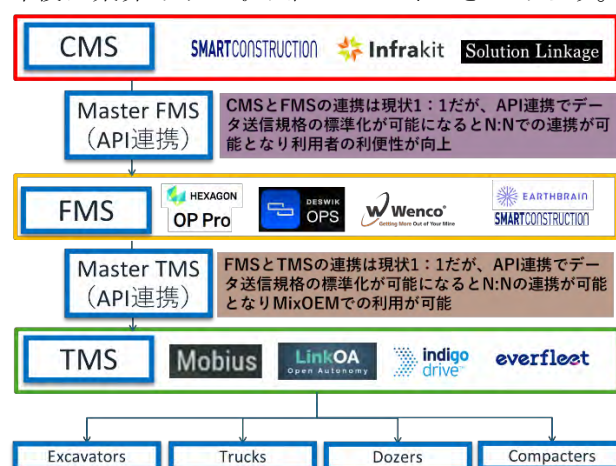 CMS
SMARTCONSTRUCTION
Infrakit
Solution Linkage
Master FMS
(API連携)
CMSとFMSの連携は現状1：1だが、API連携でデー
タ送信規格の標準化が可能になるとN:Nでの連携が可
能となり利用者の利便性が向上
FMS
HEXAGON
OP Pro
DESWIK
OPS
Wenco
Getting More Out of Your Mine
EARTHBRAIN
SMARTCONSTRUCTION
Master TMS
(API連携)
FMSとTMSの連携は現状1：1だが、API連携でデー
タ送信規格の標準化が可能になるとN:Nの連携が可能
となりMixOEMでの利用が可能
TMS
Mobius
LinkOA
Open Autonomy
indigo
drive™
everfleet
Excavators
Trucks
Dozers
Compacters